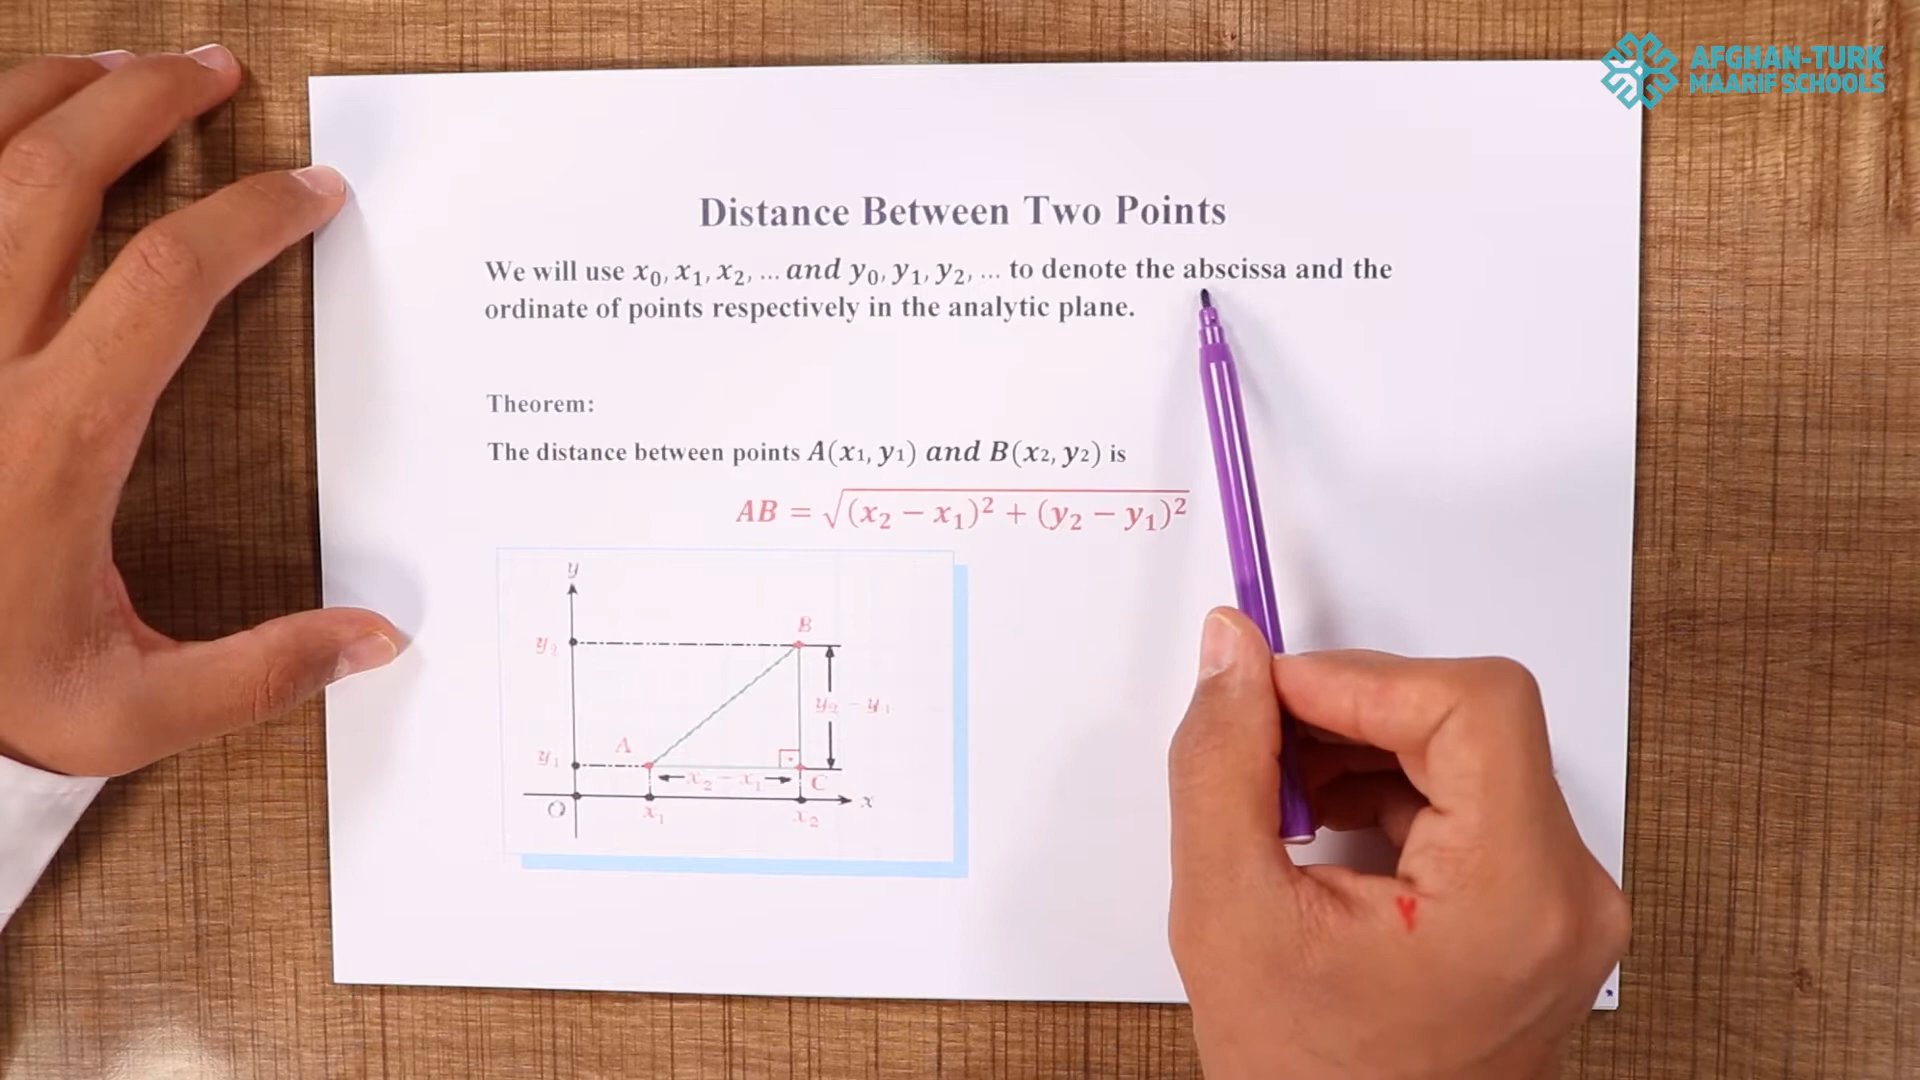 AFGHAN-TURK
MAARIF SCHOOLS
Distance Between Two Points
We will use x₀, x₁, x₂, ... and y₀, y₁, y₂, ... to denote the abscissa and the
ordinate of points respectively in the analytic plane.
Theorem:
The distance between points A(x₁, y₁) and B(x₂, y₂) is
AB = √(x₂ − x₁)² + (y₂ − y₁)²
y
B
y₂
y₂ − y₁
A
y₁
x₂ − x₁
C
O
x₁
x₂
x